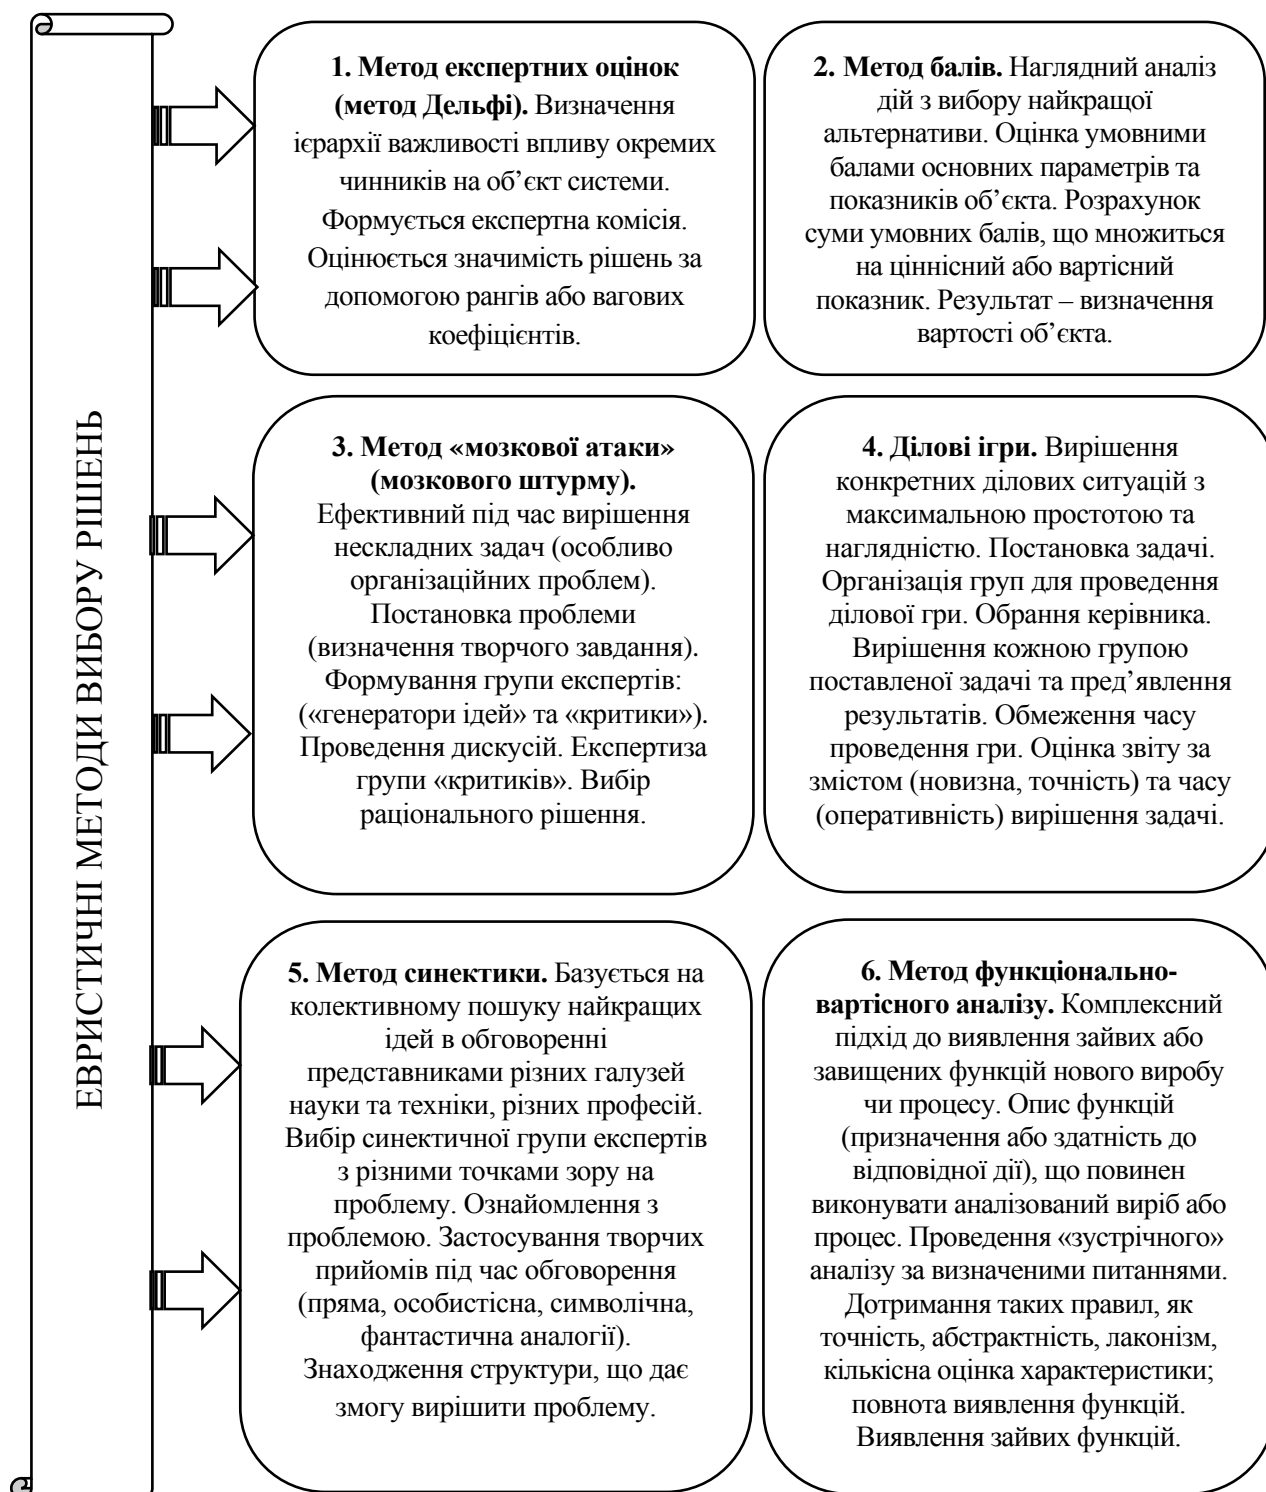 ЕВРИСТИЧНІ МЕТОДИ ВИБОРУ РІШЕНЬ
1. Метод експертних оцінок
(метод Дельфі). Визначення
ієрархії важливості впливу окремих
чинників на об’єкт системи.
Формується експертна комісія.
Оцінюється значимість рішень за
допомогою рангів або вагових
коефіцієнтів.
2. Метод балів. Наглядний аналіз
дій з вибору найкращої
альтернативи. Оцінка умовними
балами основних параметрів та
показників об’єкта. Розрахунок
суми умовних балів, що множиться
на ціннісний або вартісний
показник. Результат – визначення
вартості об’єкта.
3. Метод «мозкової атаки»
(мозкового штурму).
Ефективний під час вирішення
нескладних задач (особливо
організаційних проблем).
Постановка проблеми
(визначення творчого завдання).
Формування групи експертів:
(«генератори ідей» та «критики»).
Проведення дискусій. Експертиза
групи «критиків». Вибір
раціонального рішення.
4. Ділові ігри. Вирішення
конкретних ділових ситуацій з
максимальною простотою та
наглядністю. Постановка задачі.
Організація груп для проведення
ділової гри. Обрання керівника.
Вирішення кожною групою
поставленої задачі та пред’явлення
результатів. Обмеження часу
проведення гри. Оцінка звіту за
змістом (новизна, точність) та часу
(оперативність) вирішення задачі.
5. Метод синектики. Базується на
колективному пошуку найкращих
ідей в обговоренні
представниками різних галузей
науки та техніки, різних професій.
Вибір синектичної групи експертів
з різними точками зору на
проблему. Ознайомлення з
проблемою. Застосування творчих
прийомів під час обговорення
(пряма, особистісна, символічна,
фантастична аналогії).
Знаходження структури, що дає
змогу вирішити проблему.
6. Метод функціонально-
вартісного аналізу. Комплексний
підхід до виявлення зайвих або
завищених функцій нового виробу
чи процесу. Опис функцій
(призначення або здатність до
відповідної дії), що повинен
виконувати аналізований виріб або
процес. Проведення «зустрічного»
аналізу за визначеними питаннями.
Дотримання таких правил, як
точність, абстрактність, лаконізм,
кількісна оцінка характеристики;
повнота виявлення функцій.
Виявлення зайвих функцій.